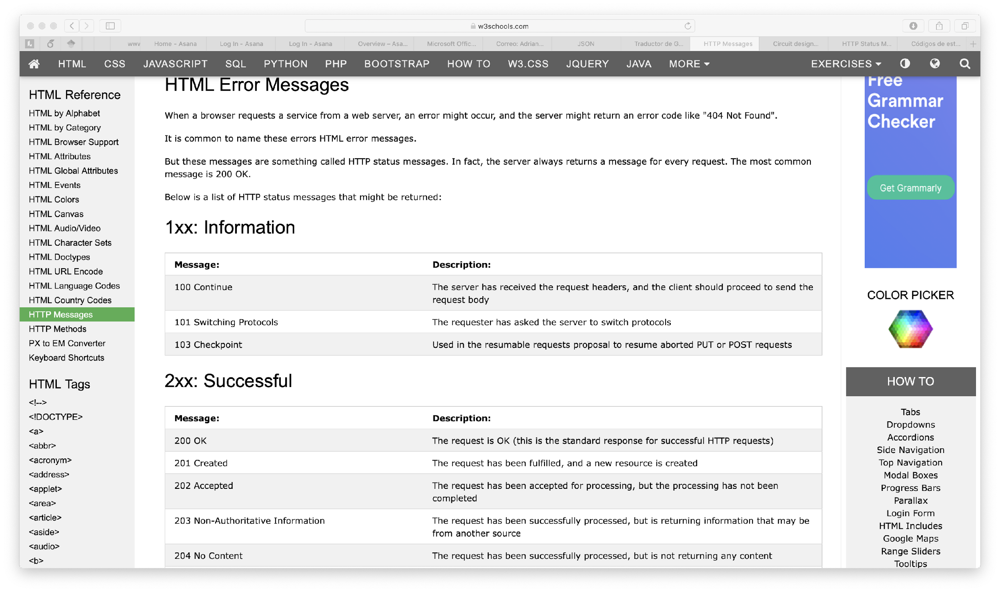 w3schools.com
www
Home – Asana
Log In – Asana
Log In – Asana
Overview – Asa...
Microsoft Offic...
Correo: Adrian...
JSON
Traductor de G...
HTTP Messages
Circuit design...
HTTP Status M...
Códigos de est...
HTML
CSS
JAVASCRIPT
SQL
PYTHON
PHP
BOOTSTRAP
HOW TO
W3.CSS
JQUERY
JAVA
MORE
EXERCISES
HTML Reference
HTML by Alphabet
HTML by Category
HTML Browser Support
HTML Attributes
HTML Global Attributes
HTML Events
HTML Colors
HTML Canvas
HTML Audio/Video
HTML Character Sets
HTML Doctypes
HTML URL Encode
HTML Language Codes
HTML Country Codes
HTTP Messages
HTTP Methods
PX to EM Converter
Keyboard Shortcuts
HTML Tags
<!-->
<!DOCTYPE>
<a>
<abbr>
<acronym>
<address>
<applet>
<area>
<article>
<aside>
<audio>
<b>
HTML Error Messages
When a browser requests a service from a web server, an error might occur, and the server might return an error code like "404 Not Found".
It is common to name these errors HTML error messages.
But these messages are something called HTTP status messages. In fact, the server always returns a message for every request. The most common
message is 200 OK.
Below is a list of HTTP status messages that might be returned:
1xx: Information
Message: Description:
100 Continue The server has received the request headers, and the client should proceed to send the
request body
101 Switching Protocols The requester has asked the server to switch protocols
103 Checkpoint Used in the resumable requests proposal to resume aborted PUT or POST requests
2xx: Successful
Message: Description:
200 OK The request is OK (this is the standard response for successful HTTP requests)
201 Created The request has been fulfilled, and a new resource is created
202 Accepted The request has been accepted for processing, but the processing has not been
completed
203 Non-Authoritative Information The request has been successfully processed, but is returning information that may be
from another source
204 No Content The request has been successfully processed, but is not returning any content
Free
Grammar
Checker
Get Grammarly
COLOR PICKER
HOW TO
Tabs
Dropdowns
Accordions
Side Navigation
Top Navigation
Modal Boxes
Progress Bars
Parallax
Login Form
HTML Includes
Google Maps
Range Sliders
Tooltips